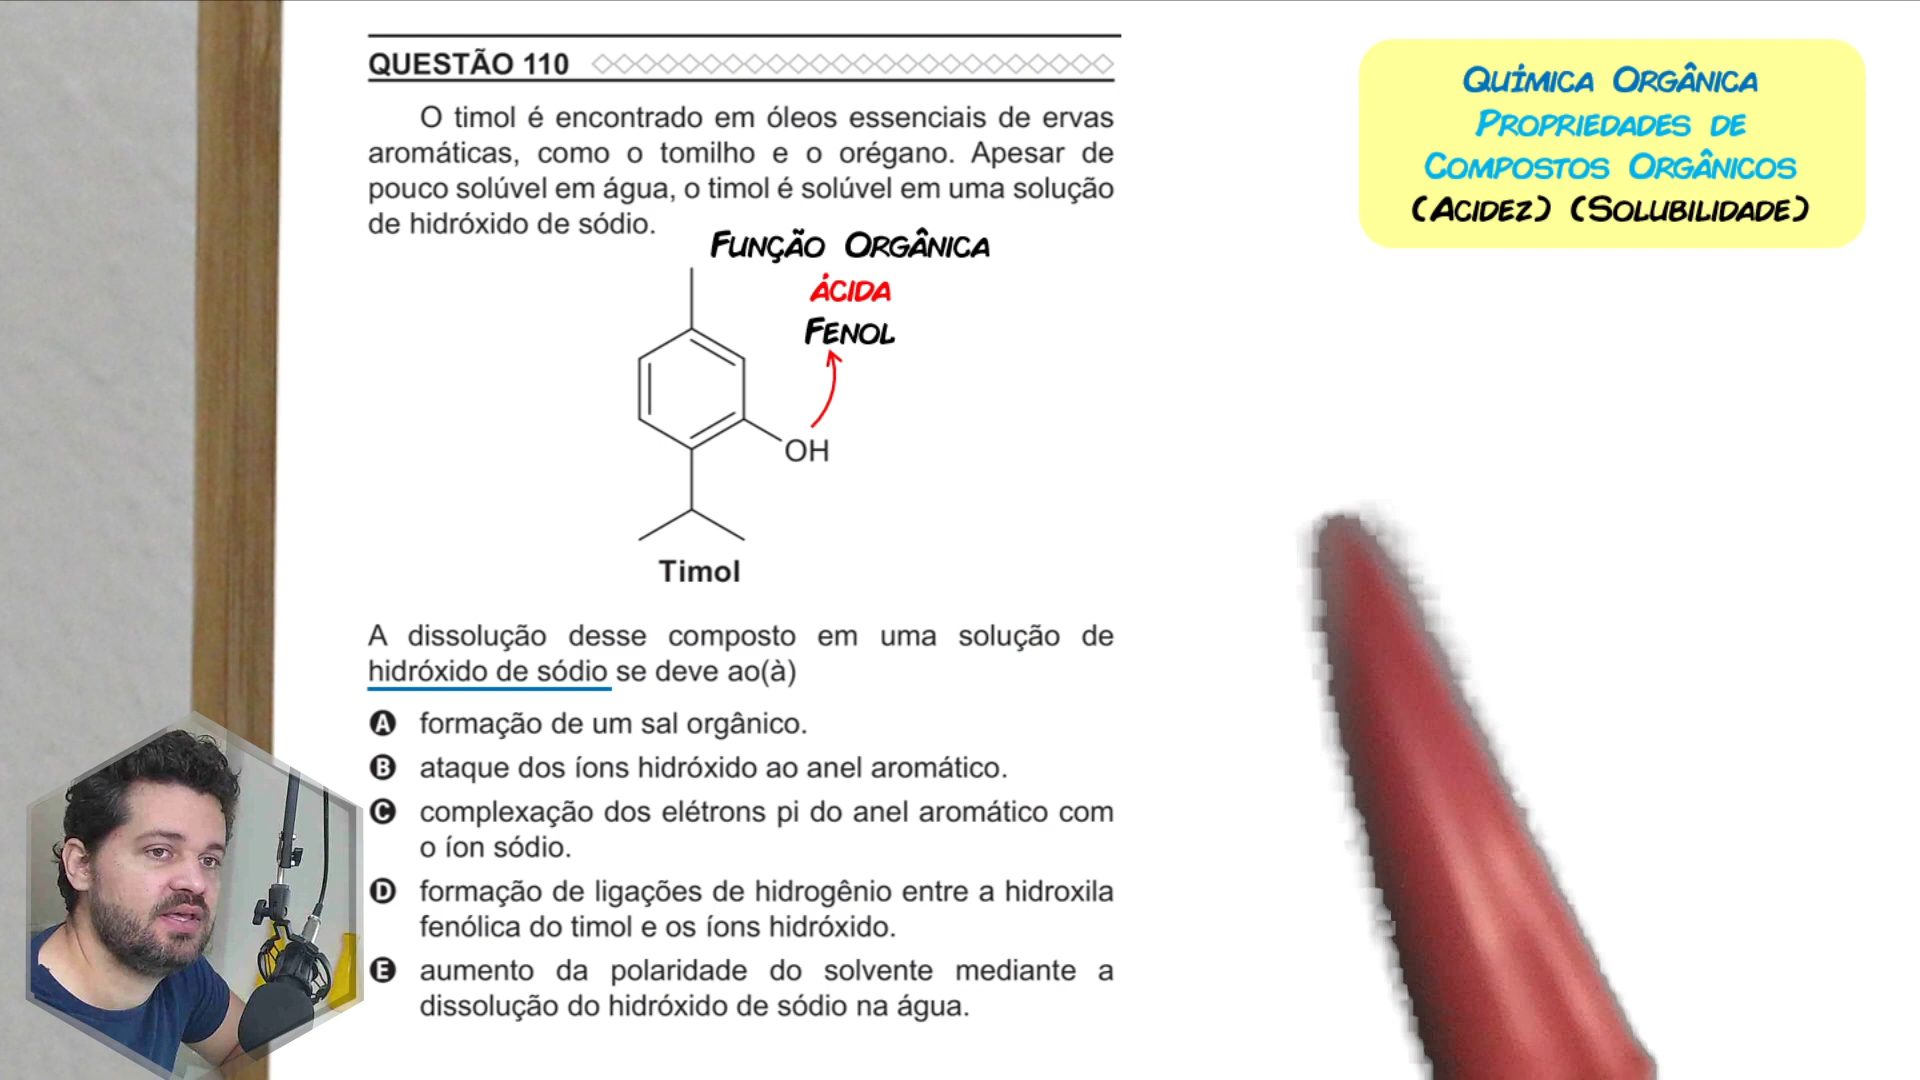 QUESTÃO 110
O timol é encontrado em óleos essenciais de ervas
aromáticas, como o tomilho e o orégano. Apesar de
pouco solúvel em água, o timol é solúvel em uma solução
de hidróxido de sódio.
FUNÇÃO ORGÂNICA
ÁCIDA
FENOL
OH
Timol
A dissolução desse composto em uma solução de
hidróxido de sódio se deve ao(à)
A formação de um sal orgânico.
B ataque dos íons hidróxido ao anel aromático.
C complexação dos elétrons pi do anel aromático com
o íon sódio.
D formação de ligações de hidrogênio entre a hidroxila
fenólica do timol e os íons hidróxido.
E aumento da polaridade do solvente mediante a
dissolução do hidróxido de sódio na água.
QUÍMICA ORGÂNICA
PROPRIEDADES DE
COMPOSTOS ORGÂNICOS
(ACIDEZ) (SOLUBILIDADE)